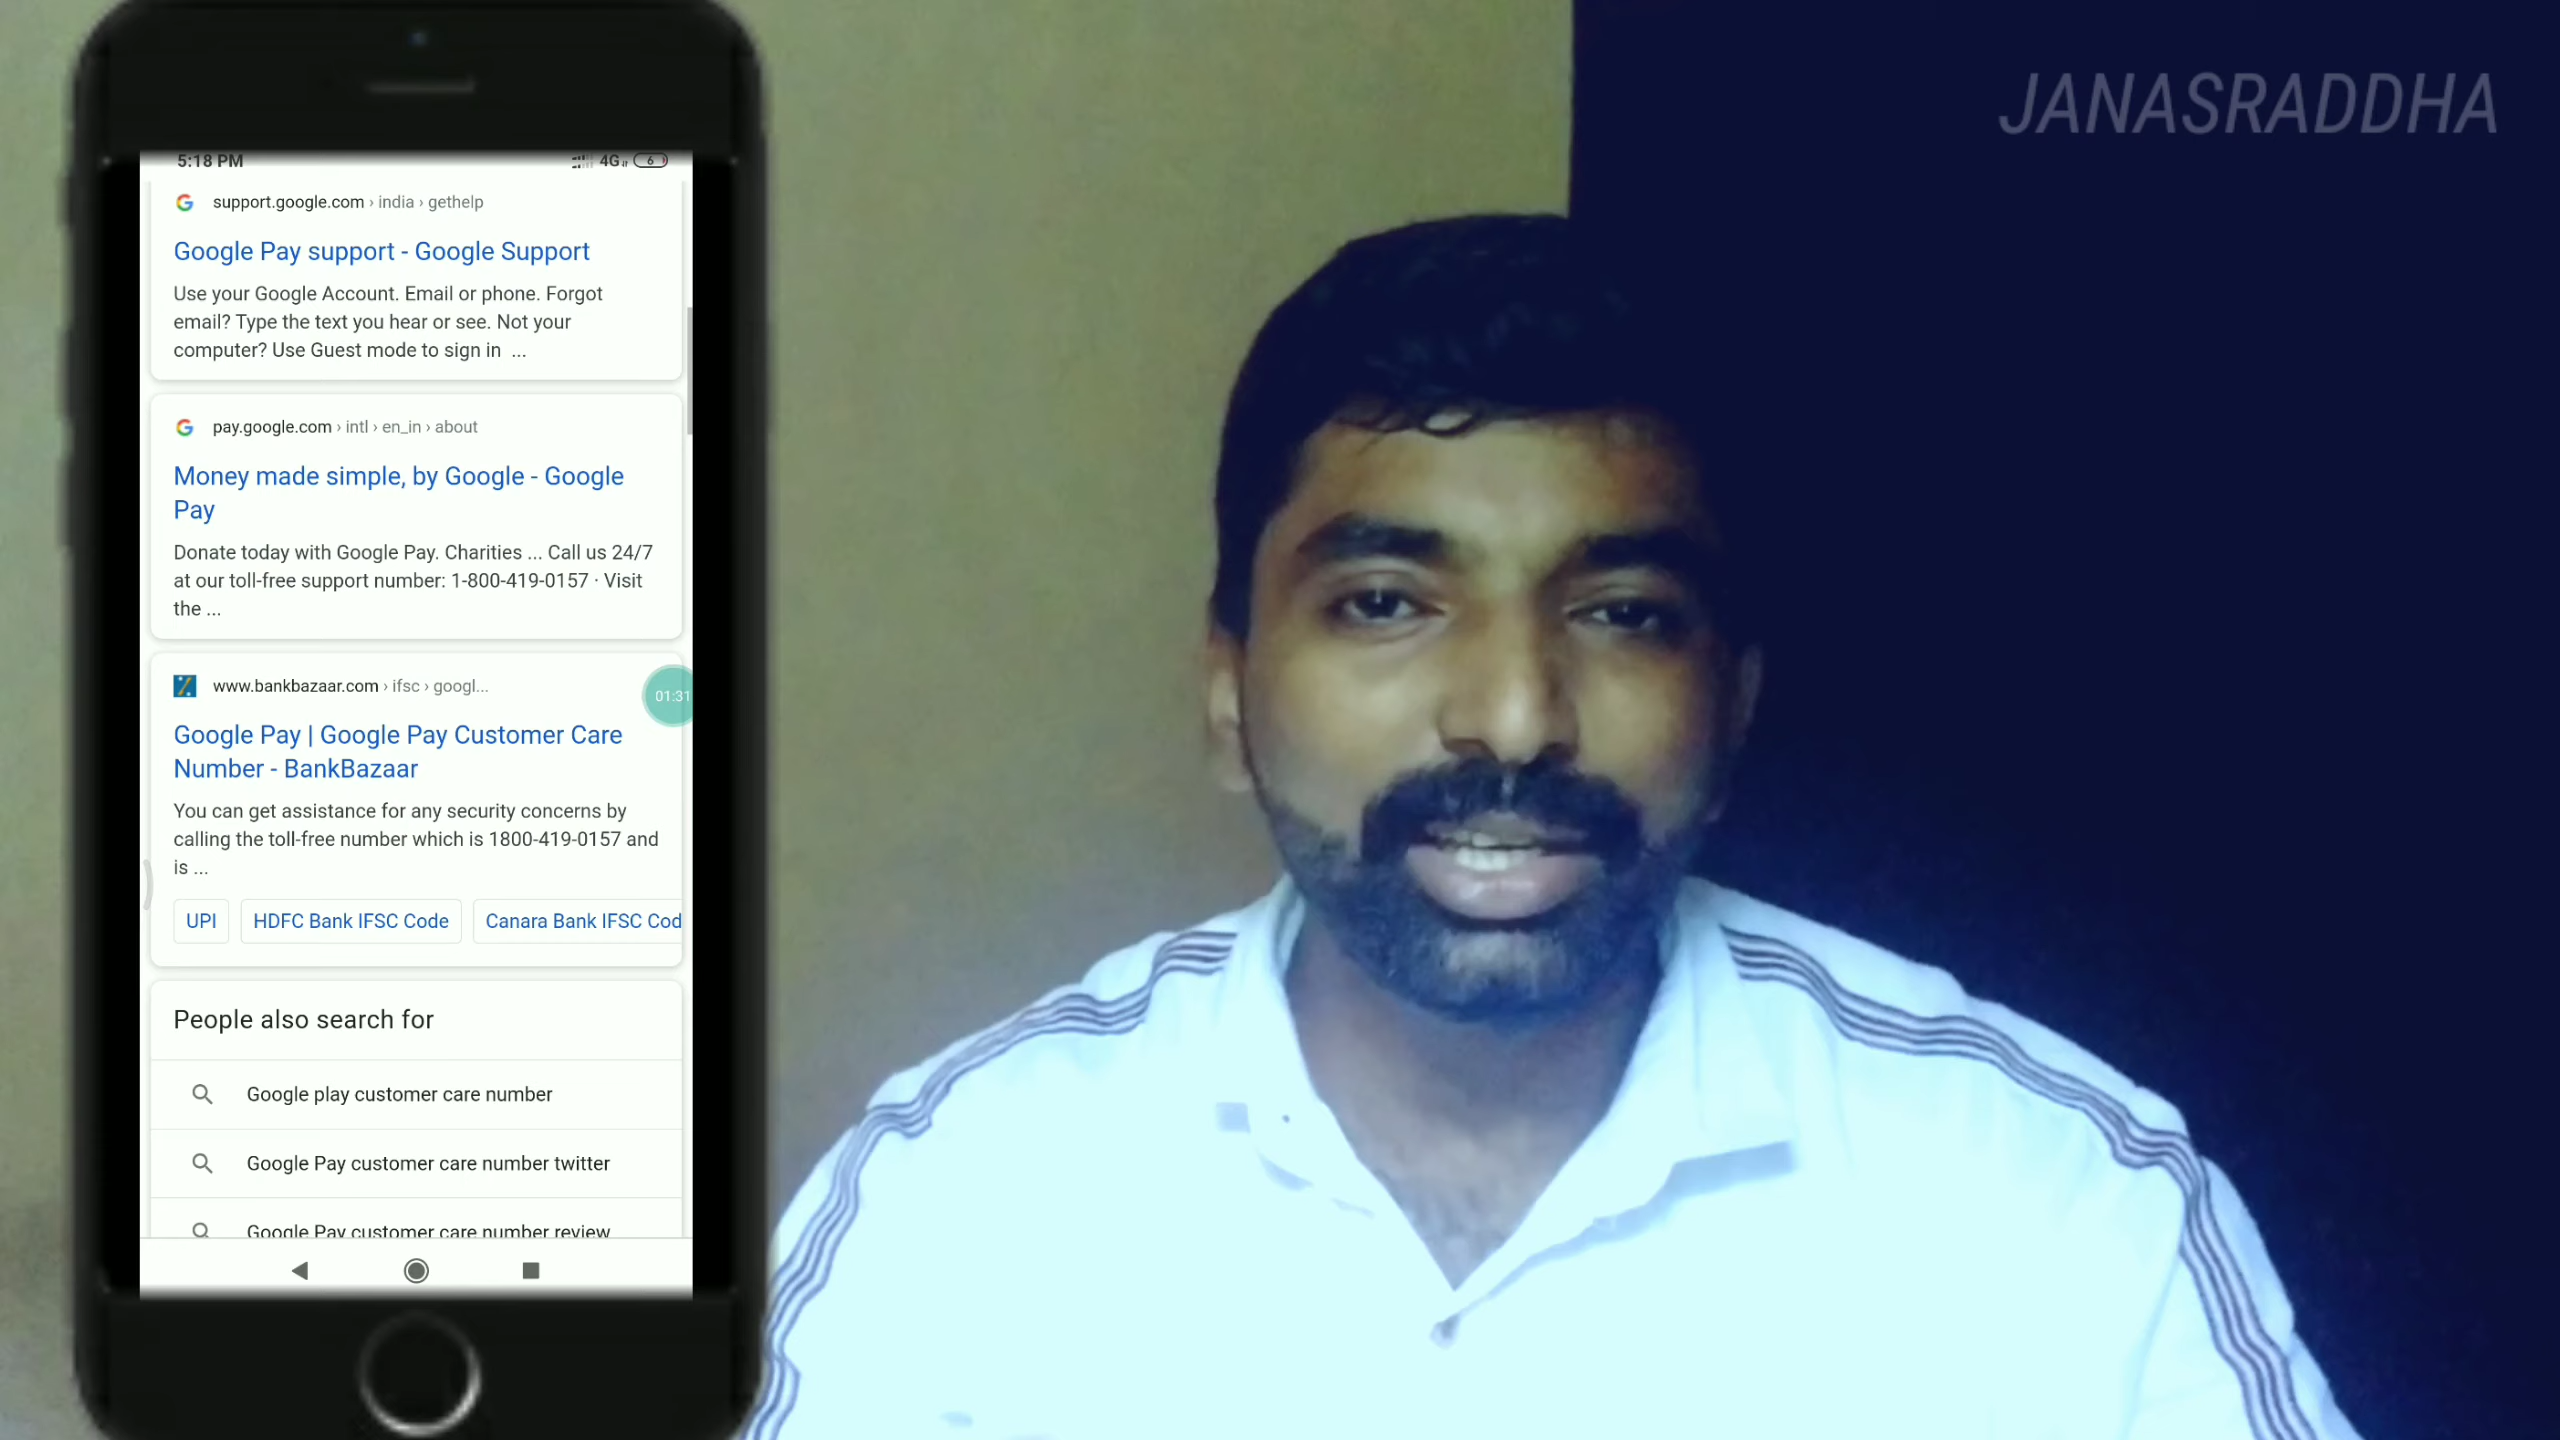 JANASRADDHA
5:18 PM
4G 6
support.google.com › india › gethelp
Google Pay support - Google Support
Use your Google Account. Email or phone. Forgot
email? Type the text you hear or see. Not your
computer? Use Guest mode to sign in ...
pay.google.com › intl › en_in › about
Money made simple, by Google - Google
Pay
Donate today with Google Pay. Charities ... Call us 24/7
at our toll-free support number: 1-800-419-0157 · Visit
the ...
www.bankbazaar.com › ifsc › googl...
01:31
Google Pay | Google Pay Customer Care
Number - BankBazaar
You can get assistance for any security concerns by
calling the toll-free number which is 1800-419-0157 and
is ...
UPI HDFC Bank IFSC Code Canara Bank IFSC Cod
People also search for
Google play customer care number
Google Pay customer care number twitter
Google Pay customer care number review